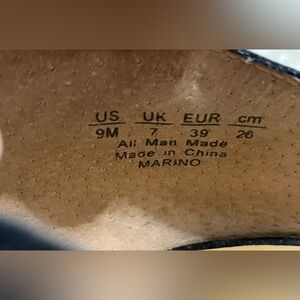 US UK EUR cm
9M 7 39 26
All Man Made
Made in China
MARINO